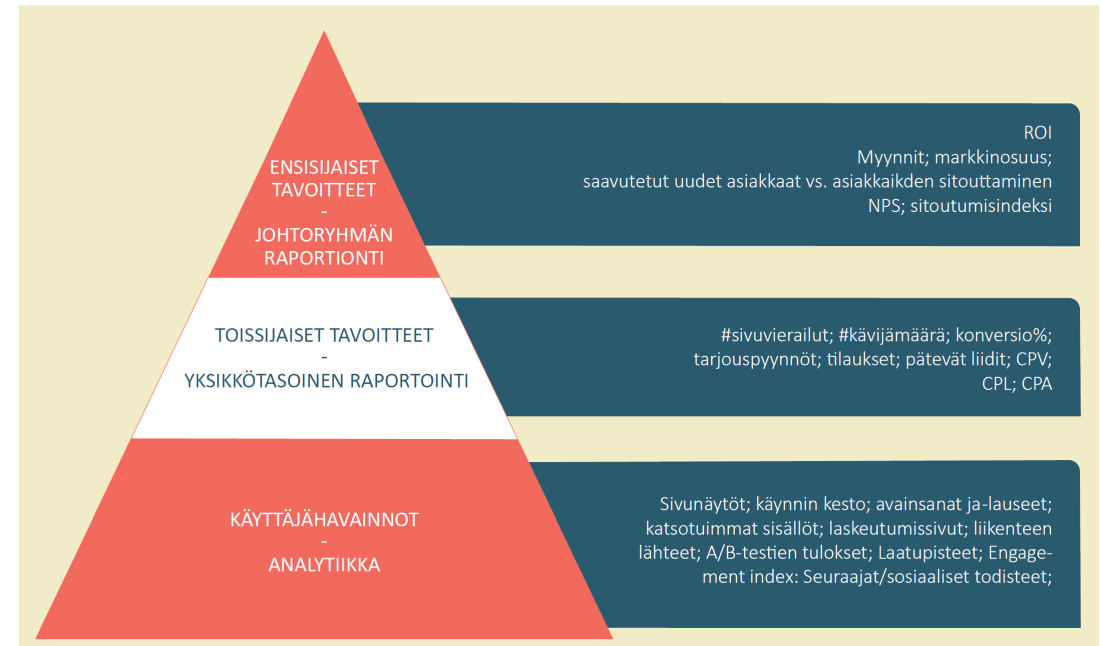 ENSISIJAISET
TAVOITTEET
-
JOHTORYHMÄN
RAPORTIONTI
ROI
Myynnit; markkinosuus;
saavutetut uudet asiakkaat vs. asiakkaikden sitouttaminen
NPS; sitoutumisindeksi
TOISSIJAISET TAVOITTEET
-
YKSIKKÖTASOINEN RAPORTOINTI
#sivuvierailut; #kävijämäärä; konversio%;
tarjouspyynnöt; tilaukset; pätevät liidit; CPV;
CPL; CPA
KÄYTTÄJÄHAVAINNOT
-
ANALYTIIKKA
Sivunäytöt; käynnin kesto; avainsanat ja-lauseet;
katsotuimmat sisällöt; laskeutumissivut; liikenteen
lähteet; A/B-testien tulokset; Laatupisteet; Engage-
ment index: Seuraajat/sosiaaliset todisteet;